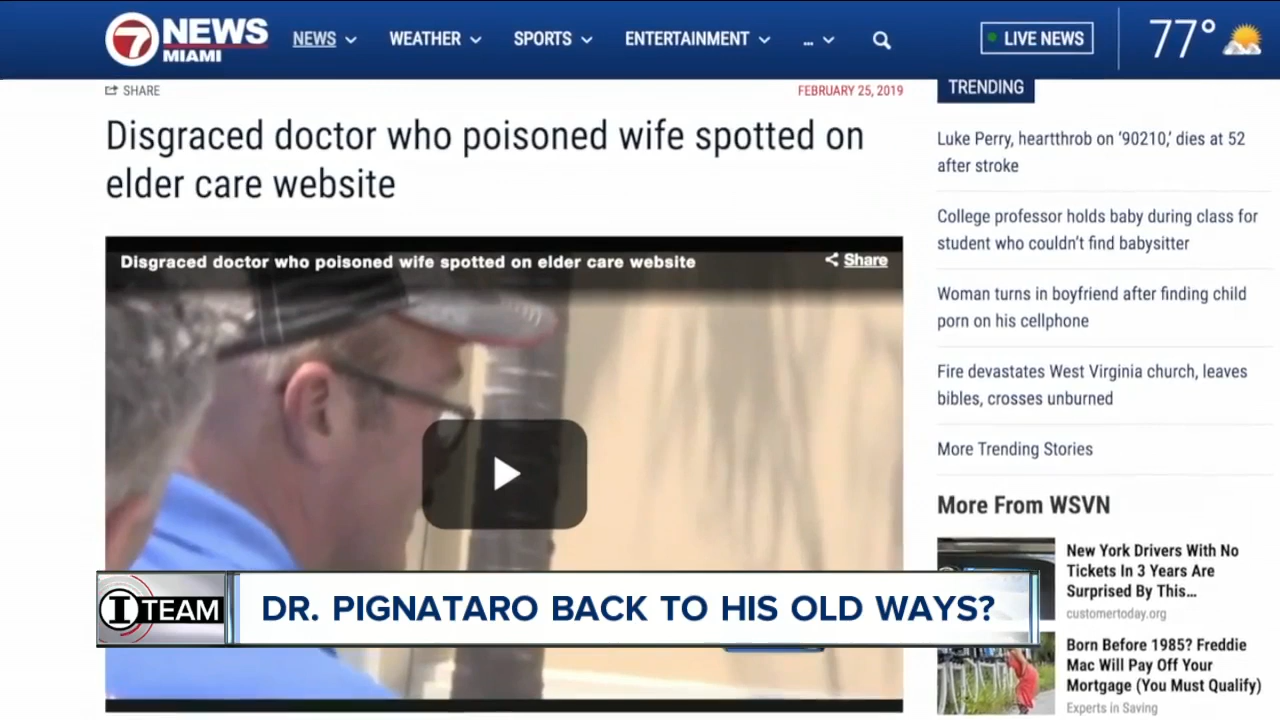 7 NEWS
MIAMI
NEWS
WEATHER
SPORTS
ENTERTAINMENT
...
LIVE NEWS
77°
SHARE
FEBRUARY 25, 2019
Disgraced doctor who poisoned wife spotted on
elder care website
Disgraced doctor who poisoned wife spotted on elder care website
Share
TRENDING
Luke Perry, heartthrob on ‘90210,’ dies at 52
after stroke
College professor holds baby during class for
student who couldn’t find babysitter
Woman turns in boyfriend after finding child
porn on his cellphone
Fire devastates West Virginia church, leaves
bibles, crosses unburned
More Trending Stories
More From WSVN
New York Drivers With No
Tickets In 3 Years Are
Surprised By This...
customertoday.org
Born Before 1985? Freddie
Mac Will Pay Off Your
Mortgage (You Must Qualify)
Experts in Saving
I TEAM
DR. PIGNATARO BACK TO HIS OLD WAYS?